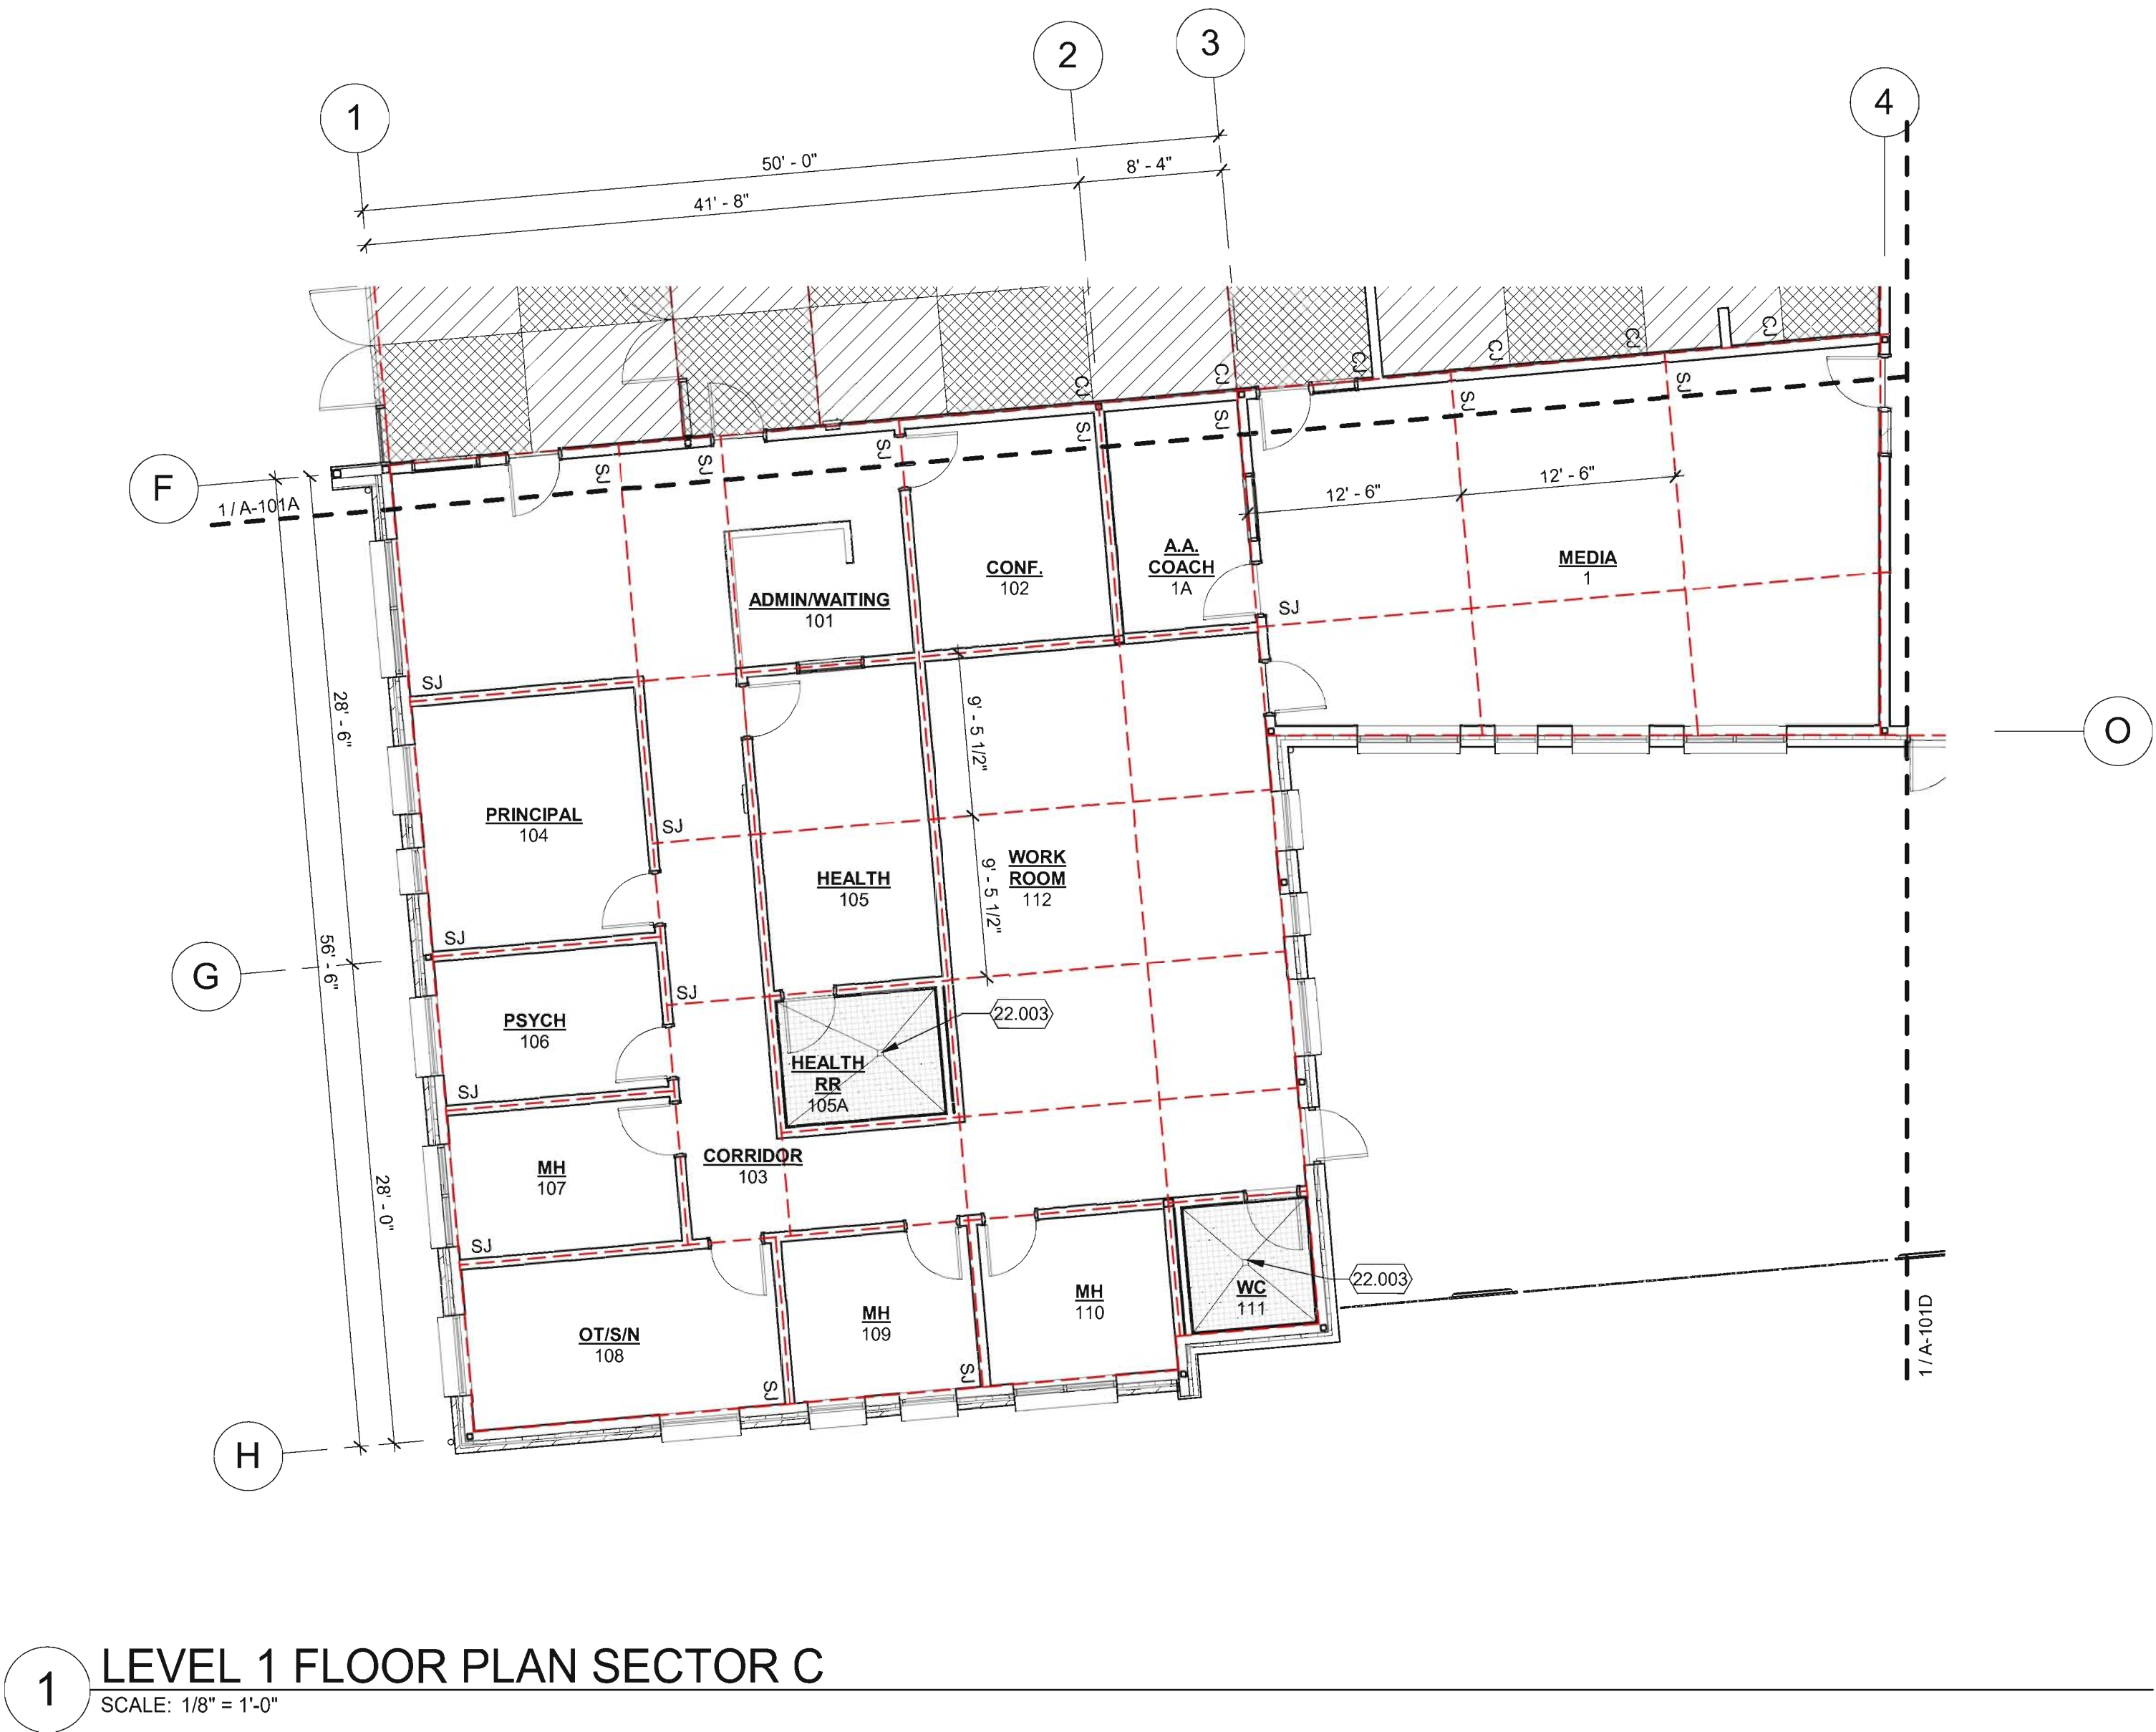 1
2
3
4
50' - 0"
41' - 8"
8' - 4"
CJ
CJ
CJ
CJ
CJ
CJ
F
1 / A-101A
SJ
SJ
SJ
SJ
SJ
SJ
SJ
12' - 6"
12' - 6"
ADMIN/WAITING
101
CONF.
102
A.A.
COACH
1A
MEDIA
1
SJ
SJ
28' - 6"
9' - 5 1/2"
O
PRINCIPAL
104
SJ
HEALTH
105
9' - 5 1/2"
WORK
ROOM
112
SJ
56' - 6"
G
SJ
PSYCH
106
22.003
HEALTH
RR
105A
SJ
MH
107
CORRIDOR
103
28' - 0"
SJ
OT/S/N
108
MH
109
MH
110
WC
111
22.003
SJ
SJ
1 / A-101D
H
1
LEVEL 1 FLOOR PLAN SECTOR C
SCALE: 1/8" = 1'-0"